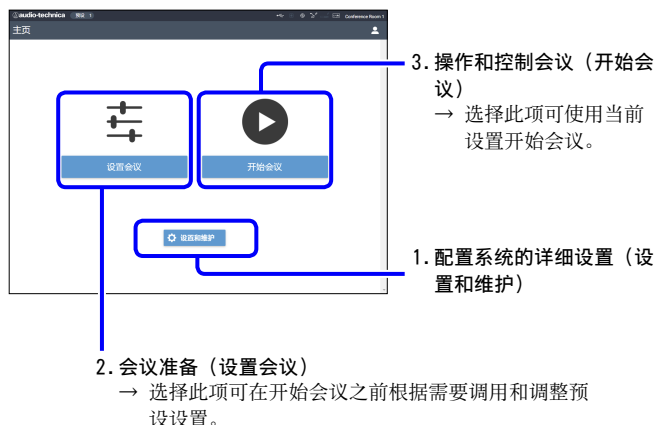 audio-technica 预设 1 Conference Room 1
主页
设置会议
开始会议
设置和维护
3. 操作和控制会议（开始会
议）
→ 选择此项可使用当前
设置开始会议。
1. 配置系统的详细设置（设
置和维护）
2. 会议准备（设置会议）
→ 选择此项可在开始会议之前根据需要调用和调整预
设设置。